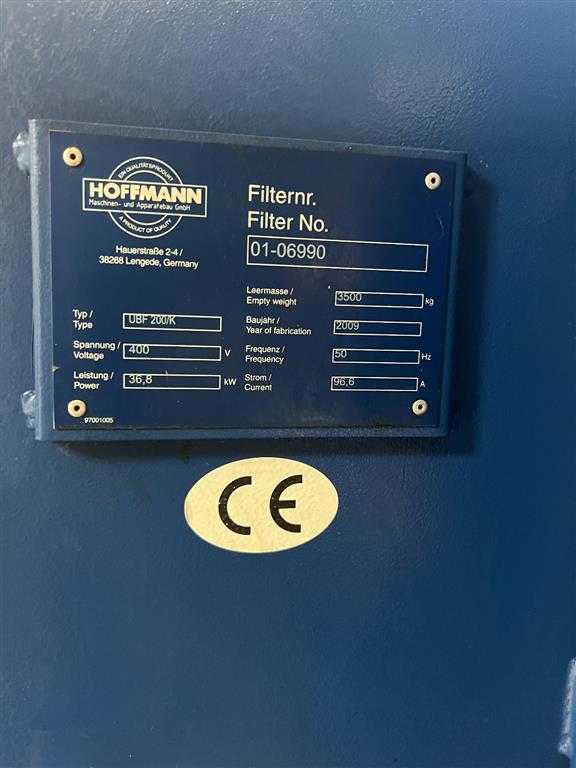 EIN QUALITÄTSPRODUKT
HOFFMANN
Maschinen- und Apparatebau GmbH
A PRODUCT OF QUALITY
Hauerstraße 2-4 /
38268 Lengede, Germany
Filternr.
Filter No.
01-06990
Leermasse /
Empty weight
3500 kg
Typ /
Type
UBF 200/K
Baujahr /
Year of fabrication
2009
Spannung /
Voltage
400 V
Frequenz /
Frequency
50 Hz
Leistung /
Power
36,8 kW
Strom /
Current
96,6 A
97001005
CE